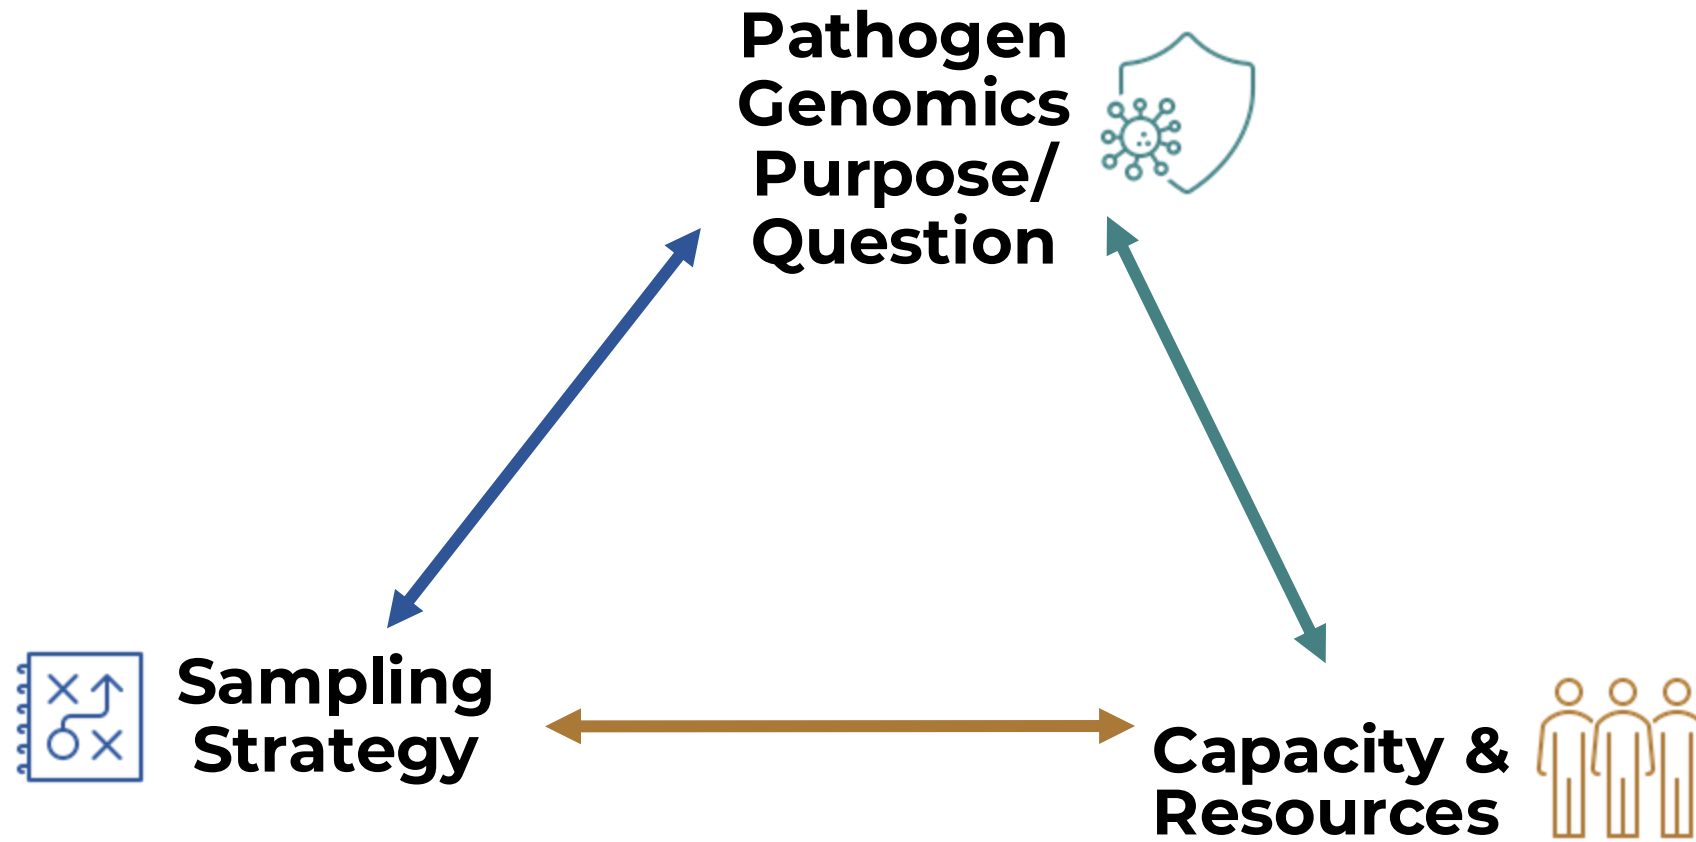 Pathogen
Genomics
Purpose/
Question
Sampling
Strategy
Capacity &
Resources